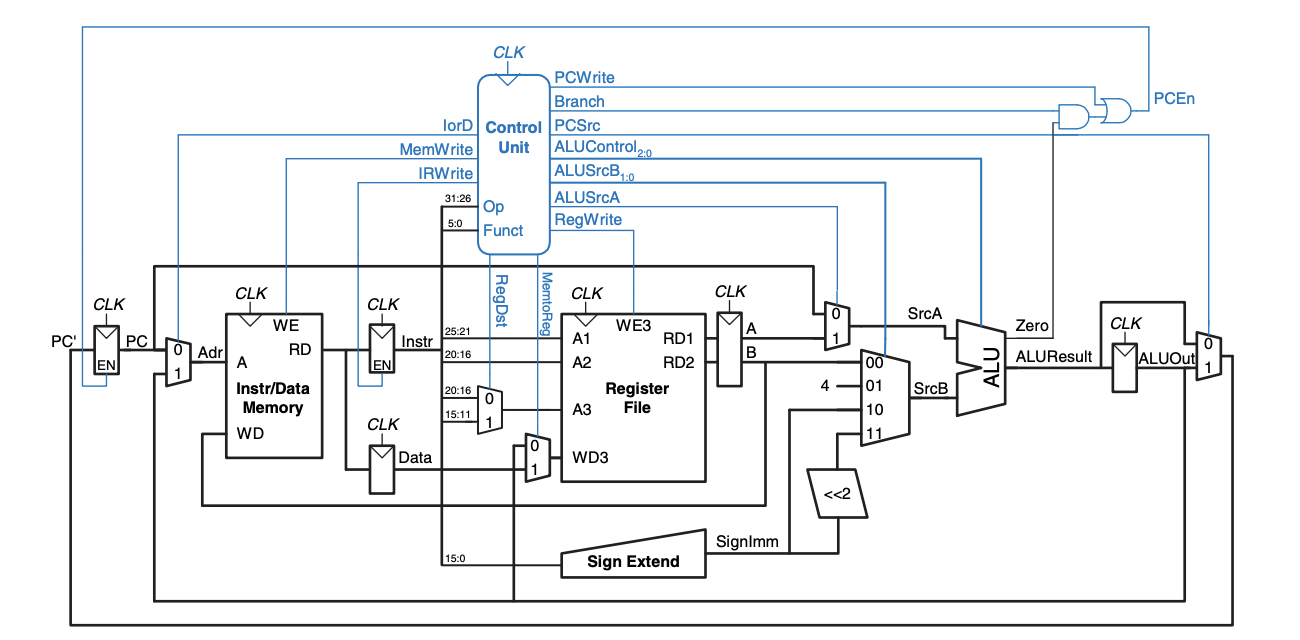 CLK
PCWrite
Branch
PCEn
IorD
Control
Unit
PCSrc
MemWrite
ALUControl2:0
IRWrite
ALUSrcB1:0
31:26
Op
ALUSrcA
5:0
Funct
RegWrite
RegDst
MemtoReg
CLK
CLK
CLK
CLK
CLK
CLK
PC'
PC
EN
0
1
Adr
WE
A
RD
Instr/Data
Memory
WD
EN
Instr
25:21
20:16
20:16
15:11
0
1
CLK
Data
0
1
A1
A2
A3
WD3
WE3
RD1
RD2
Register
File
A
B
0
1
SrcA
4
00
01
10
11
SrcB
<<2
ALU
Zero
ALUResult
ALUOut
0
1
15:0
Sign Extend
SignImm